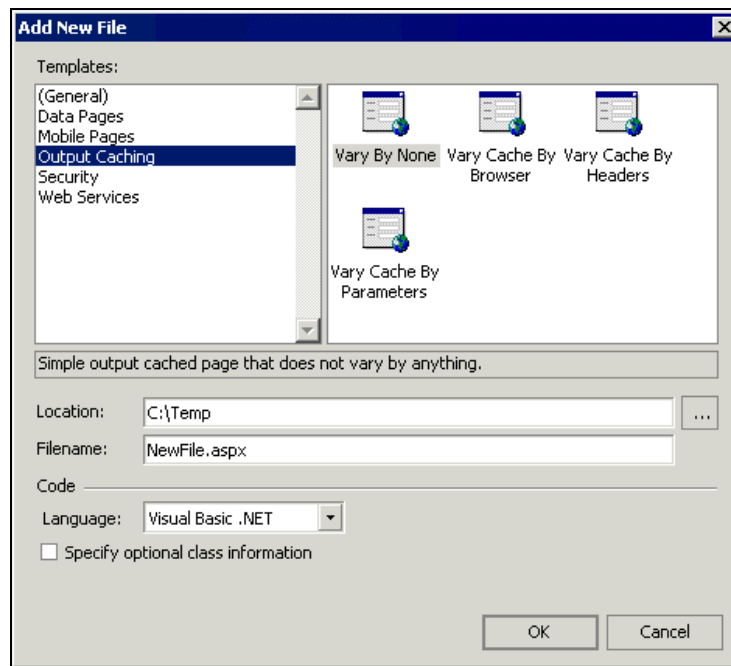 Add New File
Templates:
(General)
Data Pages
Mobile Pages
Output Caching
Security
Web Services
Vary By None
Vary Cache By
Browser
Vary Cache By
Headers
Vary Cache By
Parameters
Simple output cached page that does not vary by anything.
Location:
C:\Temp
...
Filename:
NewFile.aspx
Code
Language:
Visual Basic .NET
Specify optional class information
OK
Cancel